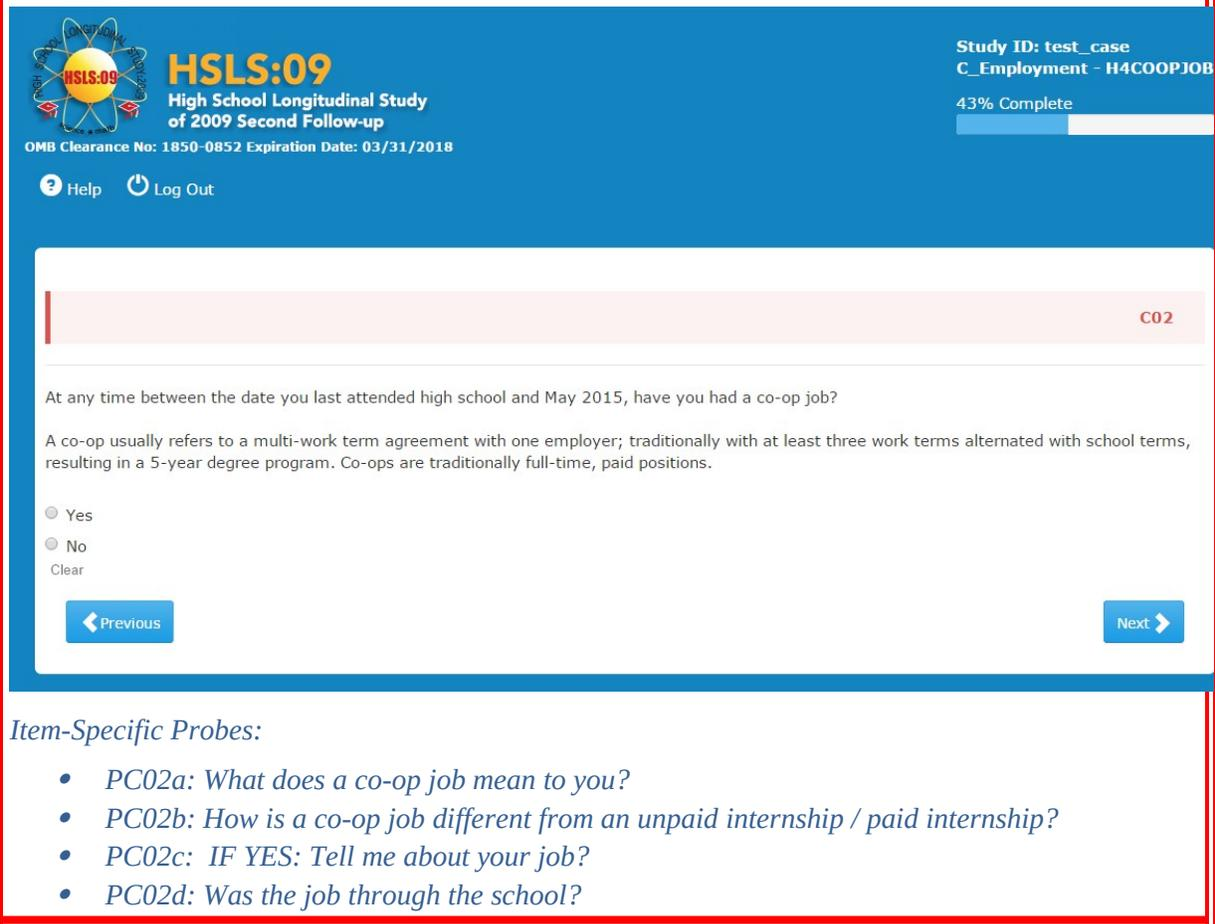 HIGH SCHOOL LONGITUDINAL STUDY
HSLS:09
HSLS:09
High School Longitudinal Study
of 2009 Second Follow-up
OMB Clearance No: 1850-0852 Expiration Date: 03/31/2018
Study ID: test_case
C_Employment - H4COOPJOB
43% Complete
? Help Log Out
C02
At any time between the date you last attended high school and May 2015, have you had a co-op job?
A co-op usually refers to a multi-work term agreement with one employer; traditionally with at least three work terms alternated with school terms,
resulting in a 5-year degree program. Co-ops are traditionally full-time, paid positions.
Yes
No
Clear
Previous
Next
Item-Specific Probes:
• PC02a: What does a co-op job mean to you?
• PC02b: How is a co-op job different from an unpaid internship / paid internship?
• PC02c: IF YES: Tell me about your job?
• PC02d: Was the job through the school?